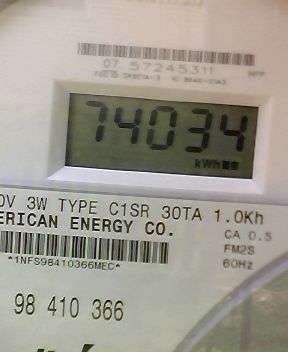 07 57245311
74034
kWh
0V 3W TYPE C1SR 30TA 1.0Kh
ERICAN ENERGY CO.
CA 0.5
FM2S
*1NFS98410366MEC*
60Hz
98 410 366